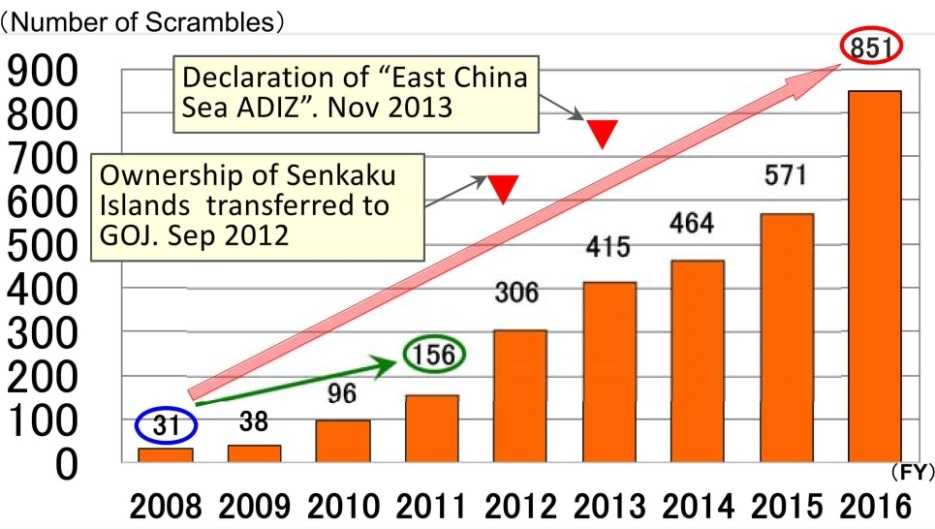 (Number of Scrambles)
900
800
700
600
500
400
300
200
100
0
Declaration of “East China
Sea ADIZ”. Nov 2013
Ownership of Senkaku
Islands transferred to
GOJ. Sep 2012
31
38
96
156
306
415
464
571
851
(FY)
2008 2009 2010 2011 2012 2013 2014 2015 2016